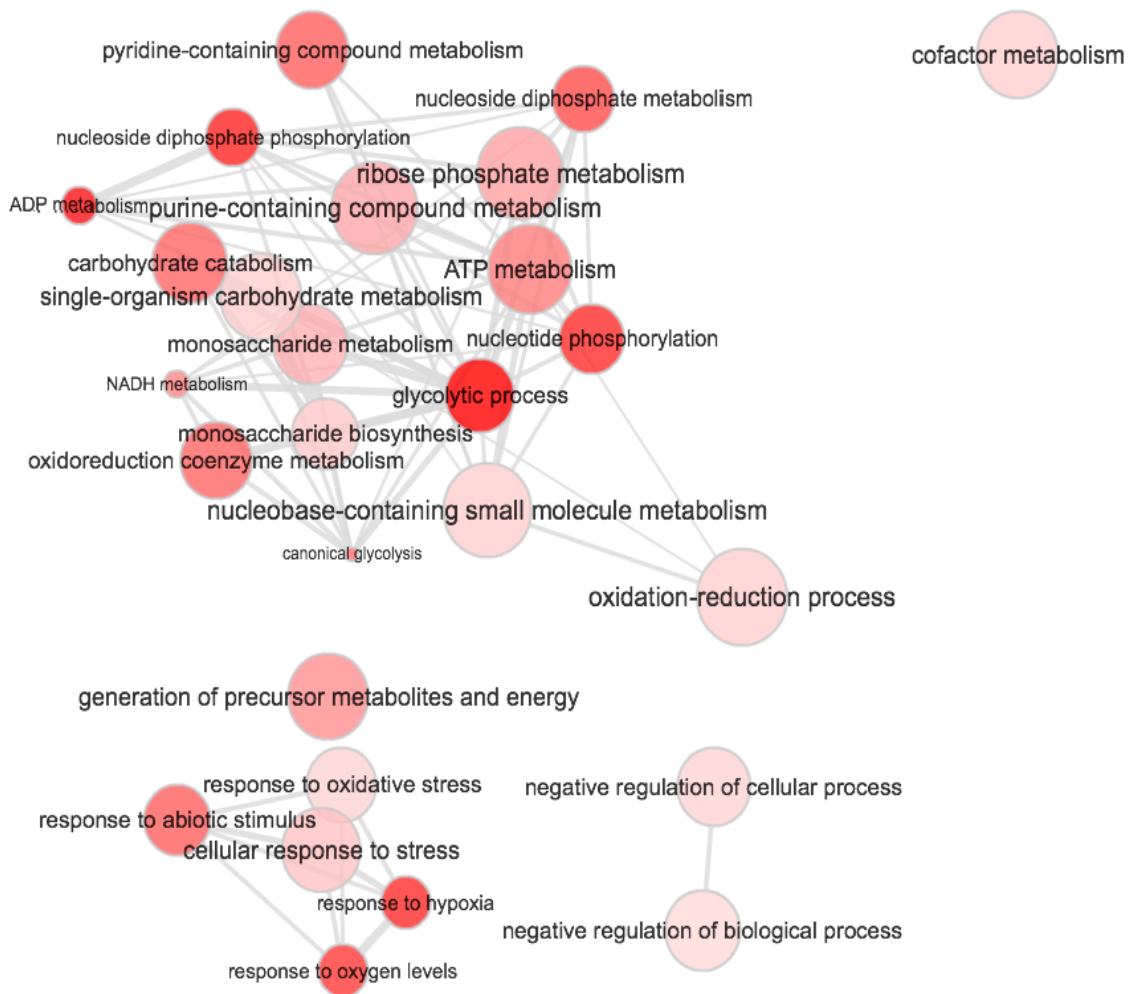 pyridine-containing compound metabolism
cofactor metabolism
nucleoside diphosphate metabolism
nucleoside diphosphate phosphorylation
ribose phosphate metabolism
ADP metabolism
purine-containing compound metabolism
carbohydrate catabolism
ATP metabolism
single-organism carbohydrate metabolism
nucleotide phosphorylation
monosaccharide metabolism
NADH metabolism
glycolytic process
monosaccharide biosynthesis
oxidoreduction coenzyme metabolism
nucleobase-containing small molecule metabolism
canonical glycolysis
oxidation-reduction process
generation of precursor metabolites and energy
response to oxidative stress
negative regulation of cellular process
response to abiotic stimulus
cellular response to stress
response to hypoxia
negative regulation of biological process
response to oxygen levels